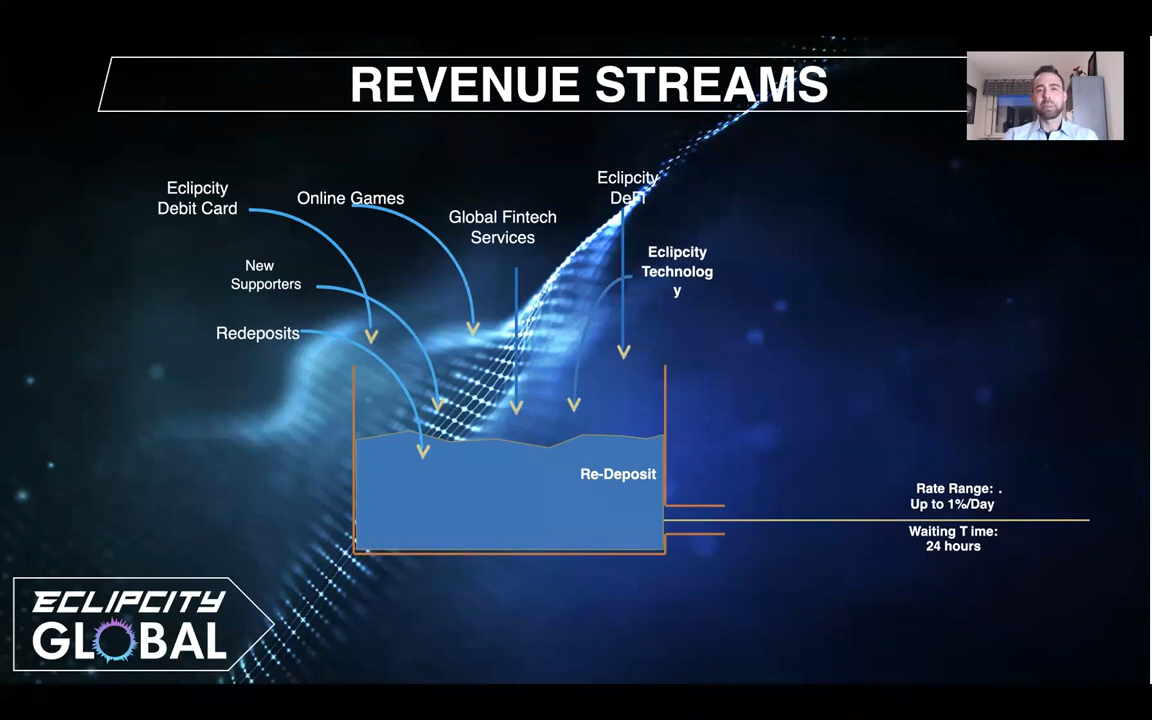 REVENUE STREAMS
Eclipcity
Debit Card
Online Games
Global Fintech
Services
Eclipcity
DeFi
New
Supporters
Eclipcity
Technolog
y
Redeposits
Re-Deposit
Rate Range: .
Up to 1%/Day
Waiting T ime:
24 hours
ECLIPCITY
GLOBAL